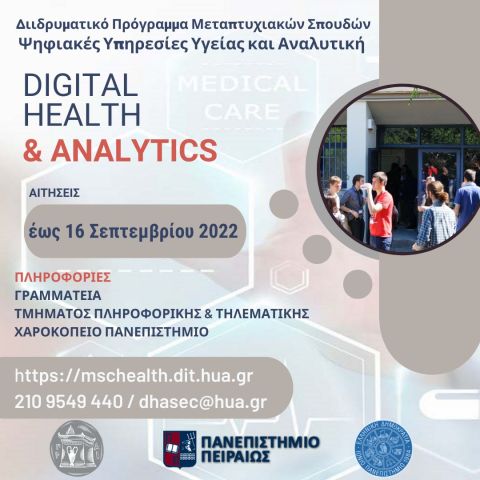 Διιδρυματικό Πρόγραμμα Μεταπτυχιακών Σπουδών
Ψηφιακές Υπηρεσίες Υγείας και Αναλυτική
MEDICAL
CARE
DIGITAL
HEALTH
& ANALYTICS
ΑΙΤΗΣΕΙΣ
έως 16 Σεπτεμβρίου 2022
ΠΛΗΡΟΦΟΡΙΕΣ
ΓΡΑΜΜΑΤΕΙΑ
ΤΜΗΜΑΤΟΣ ΠΛΗΡΟΦΟΡΙΚΗΣ & ΤΗΛΕΜΑΤΙΚΗΣ
ΧΑΡΟΚΟΠΕΙΟ ΠΑΝΕΠΙΣΤΗΜΙΟ
https://mschealth.dit.hua.gr
210 9549 440 / dhasec@hua.gr
ΠΑΝΕΠΙΣΤΗΜΙΟ
ΠΕΙΡΑΙΩΣ